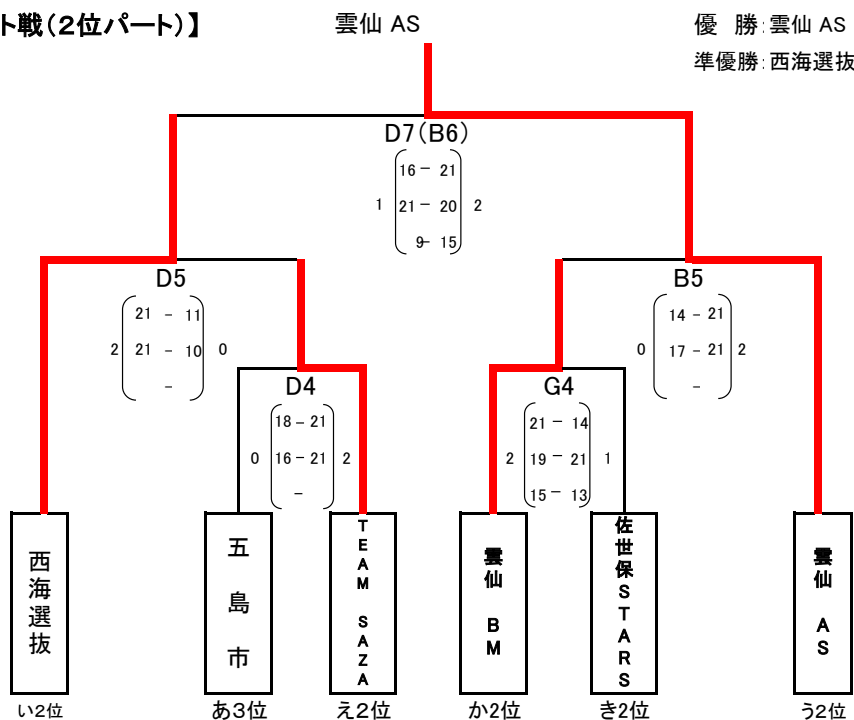 ト戦(2位パート)】
雲仙 AS
優 勝:雲仙 AS
準優勝:西海選抜
D7(B6)
16 - 21
1 21 - 20 2
9- 15
D5
21 - 11
2 21 - 10 0
-
B5
14 - 21
0 17 - 21 2
-
D4
18 - 21
0 16 - 21 2
-
G4
21 - 14
2 19 - 21 1
15 - 13
西海選抜
五島市
TEAM SAZA
雲仙 BM
佐世保STARS
雲仙 AS
い2位
あ3位
え2位
か2位
き2位
う2位